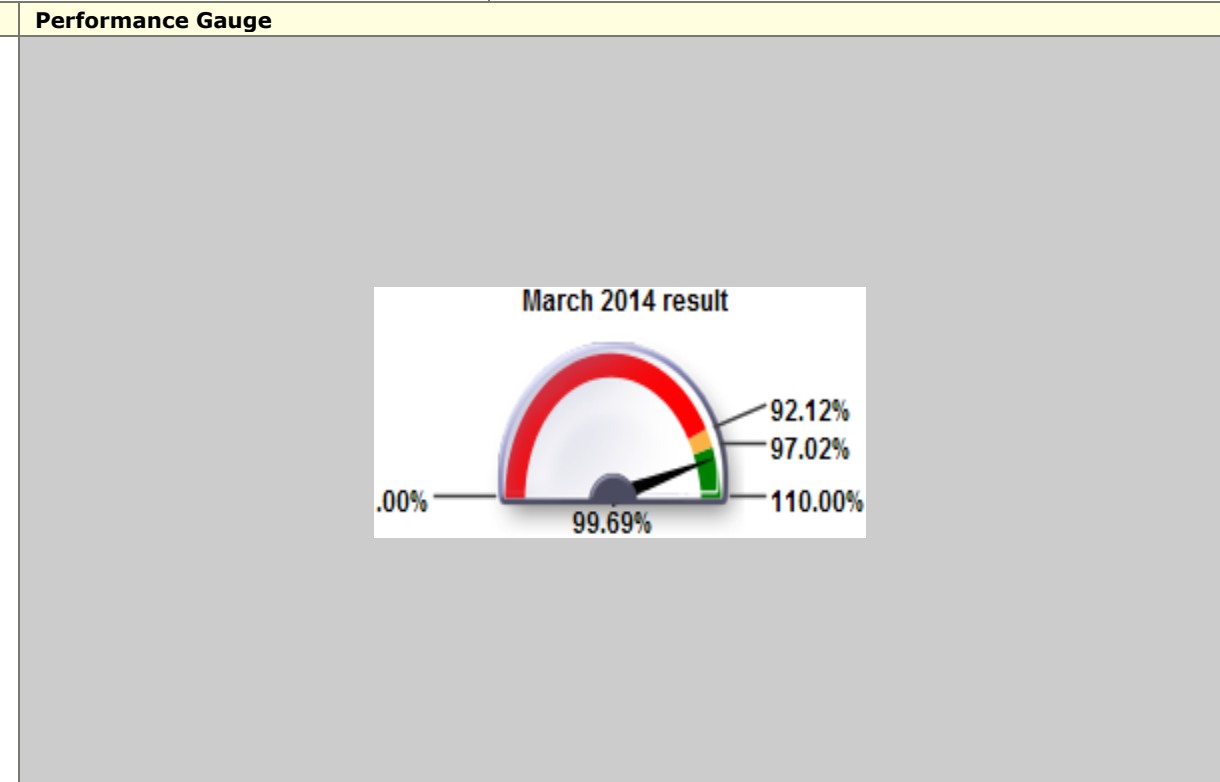 Performance Gauge
March 2014 result
92.12%
97.02%
.00%
110.00%
99.69%